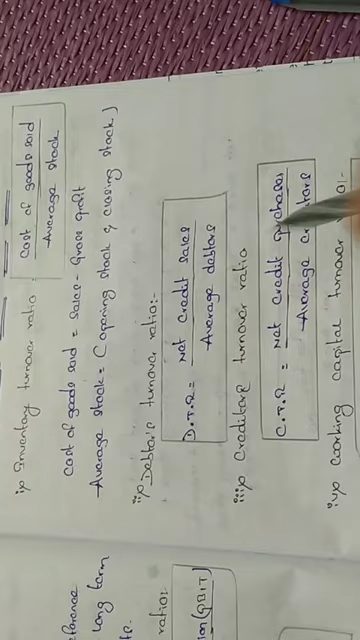 i) Inventory turnover ratio :
Cost of goods sold
Average stock
Cost of goods sold = Sales - Gross profit
Average stock = (opening stock & closing stock)
ii) Debtor's turnover ratio:-
D.T.R = Net Credit Sales
Average debtors
iii) Creditors turnover ratio
C.T.R = Net Credit purchases
Average
iv) working capital turnover
long term
ratio:-